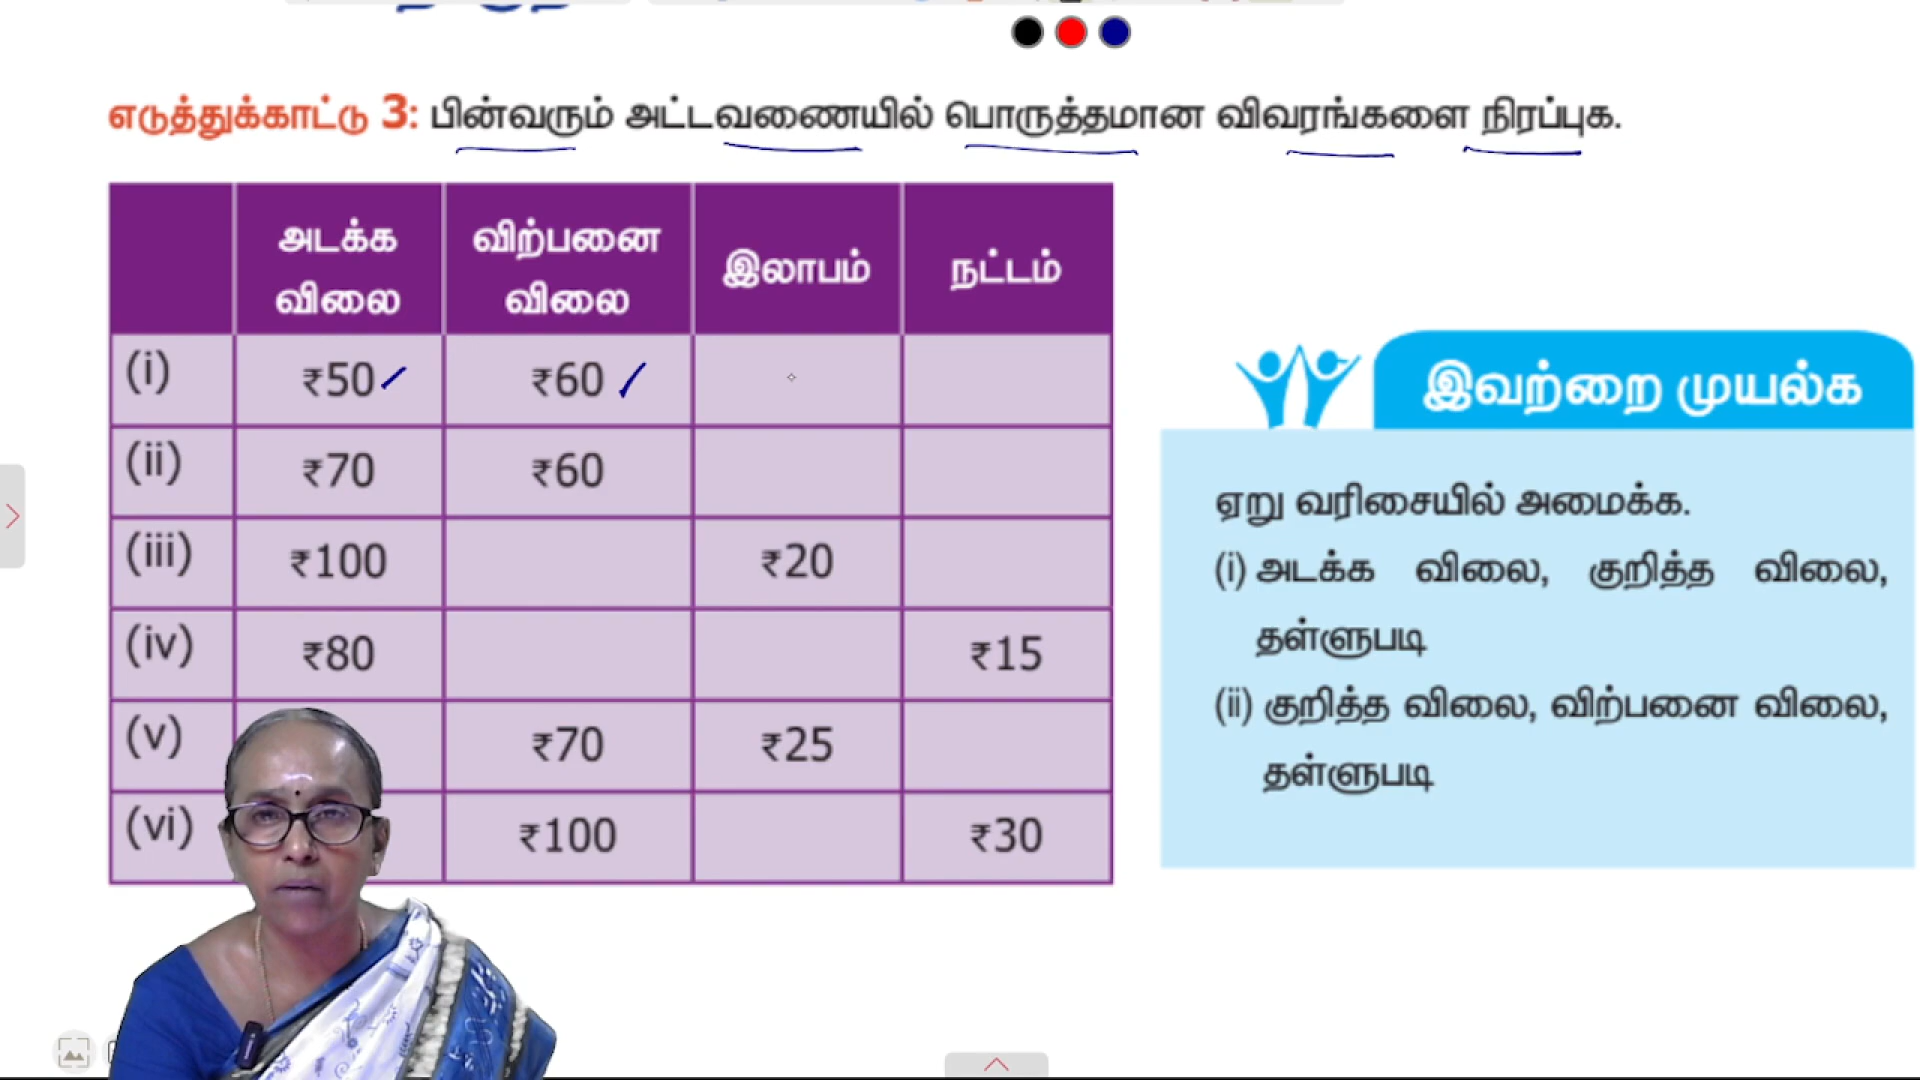 எடுத்துக்காட்டு 3: பின்வரும் அட்டவணையில் பொருத்தமான விவரங்களை நிரப்புக.
அடக்க விலை விற்பனை விலை இலாபம் நட்டம்
(i) ₹50 ₹60
(ii) ₹70 ₹60
(iii) ₹100 ₹20
(iv) ₹80 ₹15
(v) ₹70 ₹25
(vi) ₹100 ₹30
இவற்றை முயல்க
ஏறு வரிசையில் அமைக்க.
(i) அடக்க விலை, குறித்த விலை,
தள்ளுபடி
(ii) குறித்த விலை, விற்பனை விலை,
தள்ளுபடி